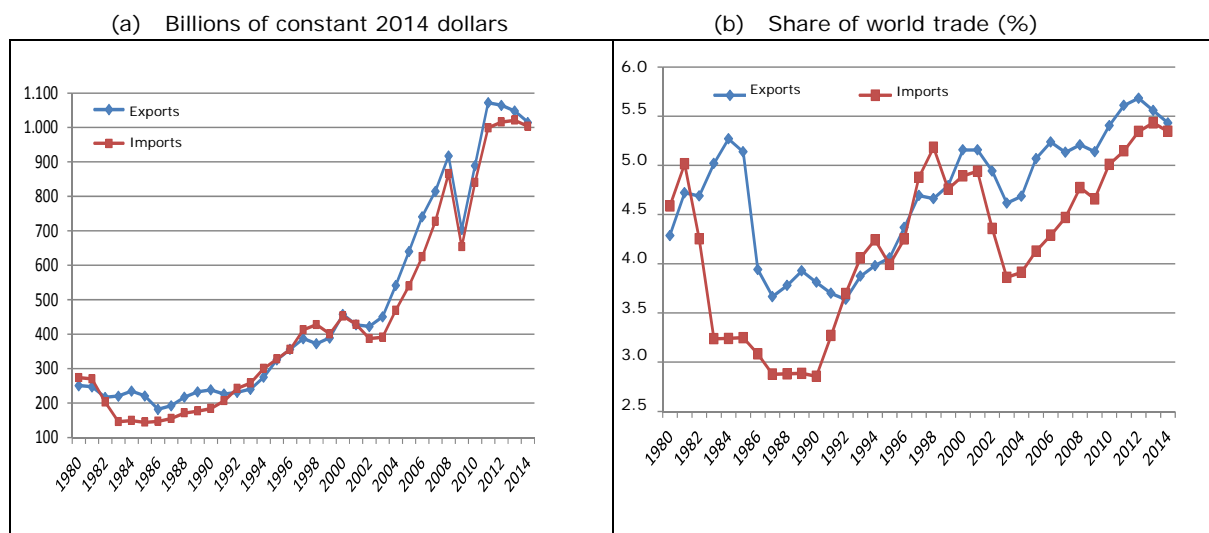 (a) Billions of constant 2014 dollars
1.100
1.000
900
800
700
600
500
400
300
200
100
Exports
Imports
1980 1982 1984 1986 1988 1990 1992 1994 1996 1998 2000 2002 2004 2006 2008 2010 2012 2014
(b) Share of world trade (%)
6.0
5.5
5.0
4.5
4.0
3.5
3.0
2.5
Exports Imports
1980 1982 1984 1986 1988 1990 1992 1994 1996 1998 2000 2002 2004 2006 2008 2010 2012 2014